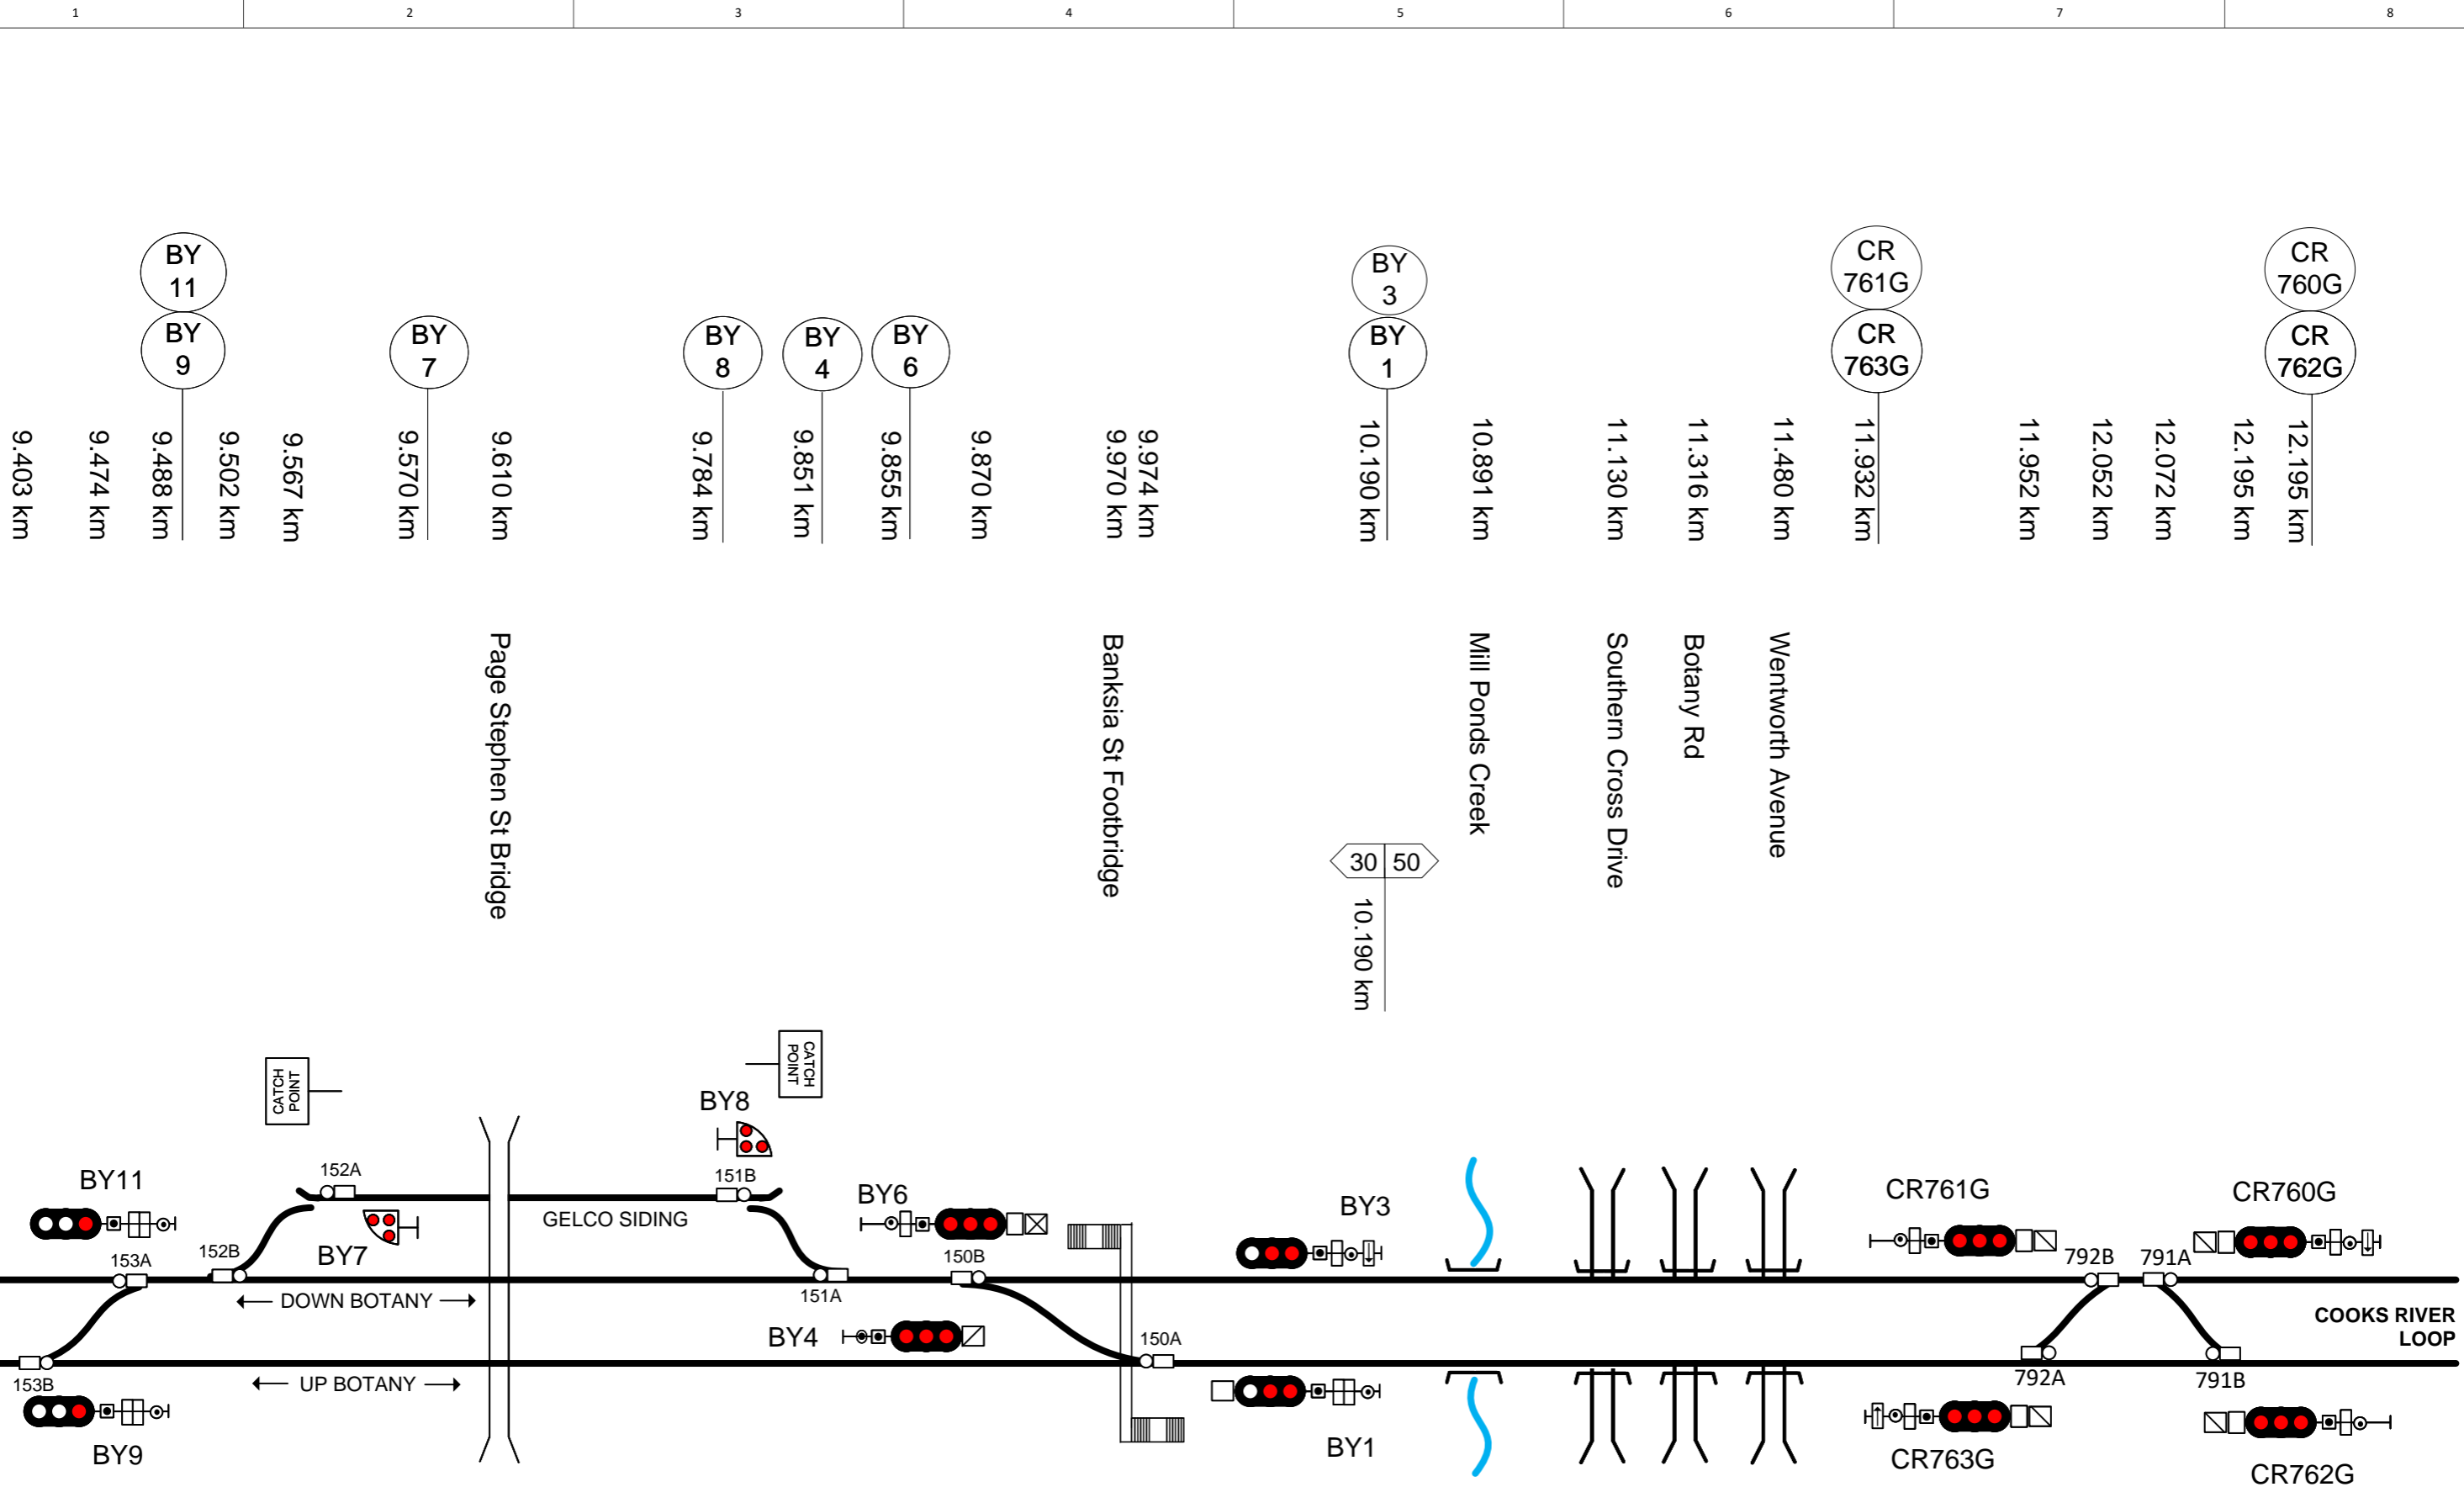 1
2
3
4
5
6
7
8
BY
11
BY
9
BY
7
BY
8
BY
4
BY
6
BY
3
BY
1
CR
761G
CR
763G
CR
760G
CR
762G
9.403 km
9.474 km
9.488 km
9.502 km
9.567 km
9.570 km
9.610 km
9.784 km
9.851 km
9.855 km
9.870 km
9.970 km
9.974 km
10.190 km
10.891 km
11.130 km
11.316 km
11.480 km
11.932 km
11.952 km
12.052 km
12.072 km
12.195 km
12.195 km
Page Stephen St Bridge
Banksia St Footbridge
Mill Ponds Creek
Southern Cross Drive
Botany Rd
Wentworth Avenue
30 50
10.190 km
CATCH
POINT
CATCH
POINT
BY8
BY11
152A
151B
BY6
BY3
CR761G
CR760G
GELCO SIDING
153A
152B
BY7
150B
792B
791A
DOWN BOTANY
151A
COOKS RIVER
LOOP
BY4
150A
153B
UP BOTANY
792A
791B
BY9
BY1
CR763G
CR762G